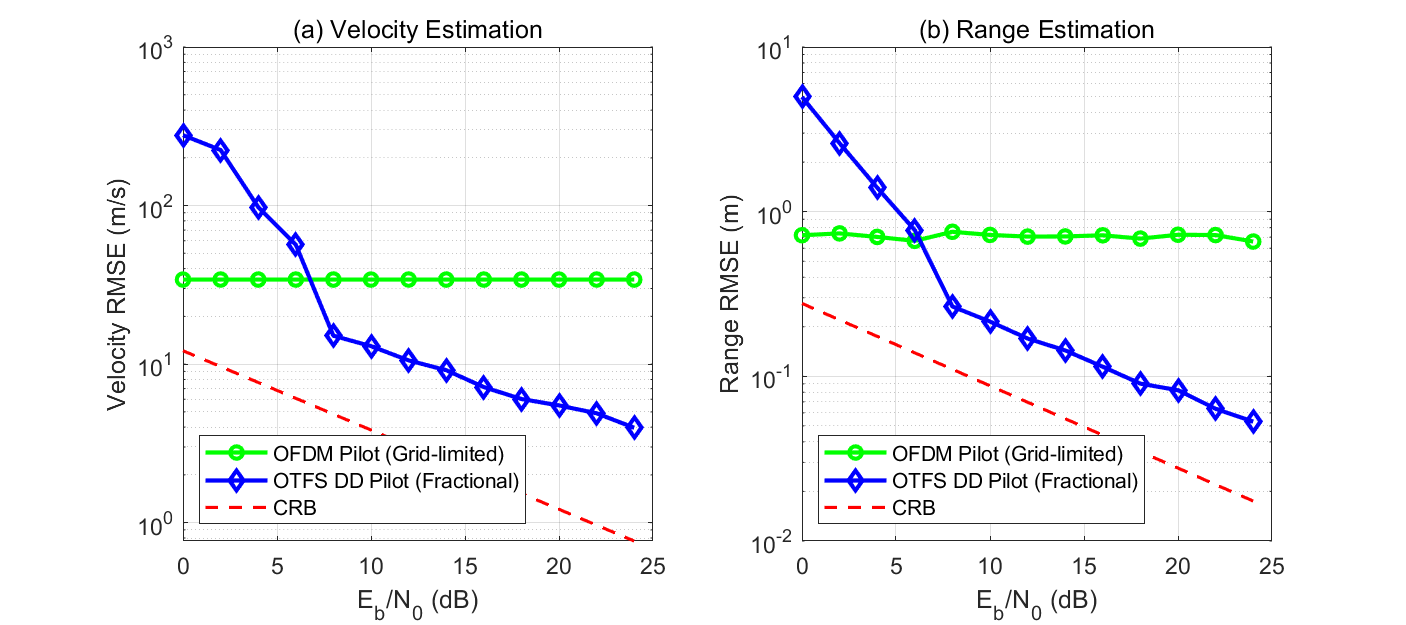 (a) Velocity Estimation
10^3
10^2
10^1
10^0
Velocity RMSE (m/s)
OFDM Pilot (Grid-limited)
OTFS DD Pilot (Fractional)
CRB
0 5 10 15 20 25
E_b/N_0 (dB)
(b) Range Estimation
10^1
10^0
10^-1
10^-2
Range RMSE (m)
OFDM Pilot (Grid-limited)
OTFS DD Pilot (Fractional)
CRB
0 5 10 15 20 25
E_b/N_0 (dB)